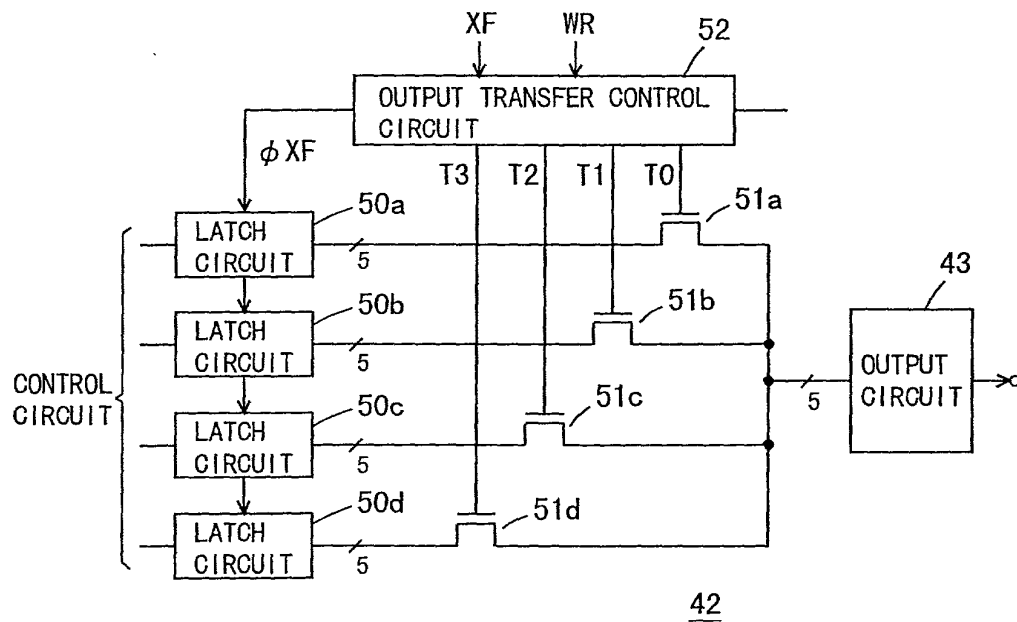 XF WR 52
OUTPUT TRANSFER CONTROL
CIRCUIT
φXF
T3 T2 T1 T0
50a
LATCH
CIRCUIT
5
51a
50b
LATCH
CIRCUIT
5
51b
43
OUTPUT
CIRCUIT
5
CONTROL
CIRCUIT
50c
LATCH
CIRCUIT
5
51c
50d
LATCH
CIRCUIT
5
51d
42